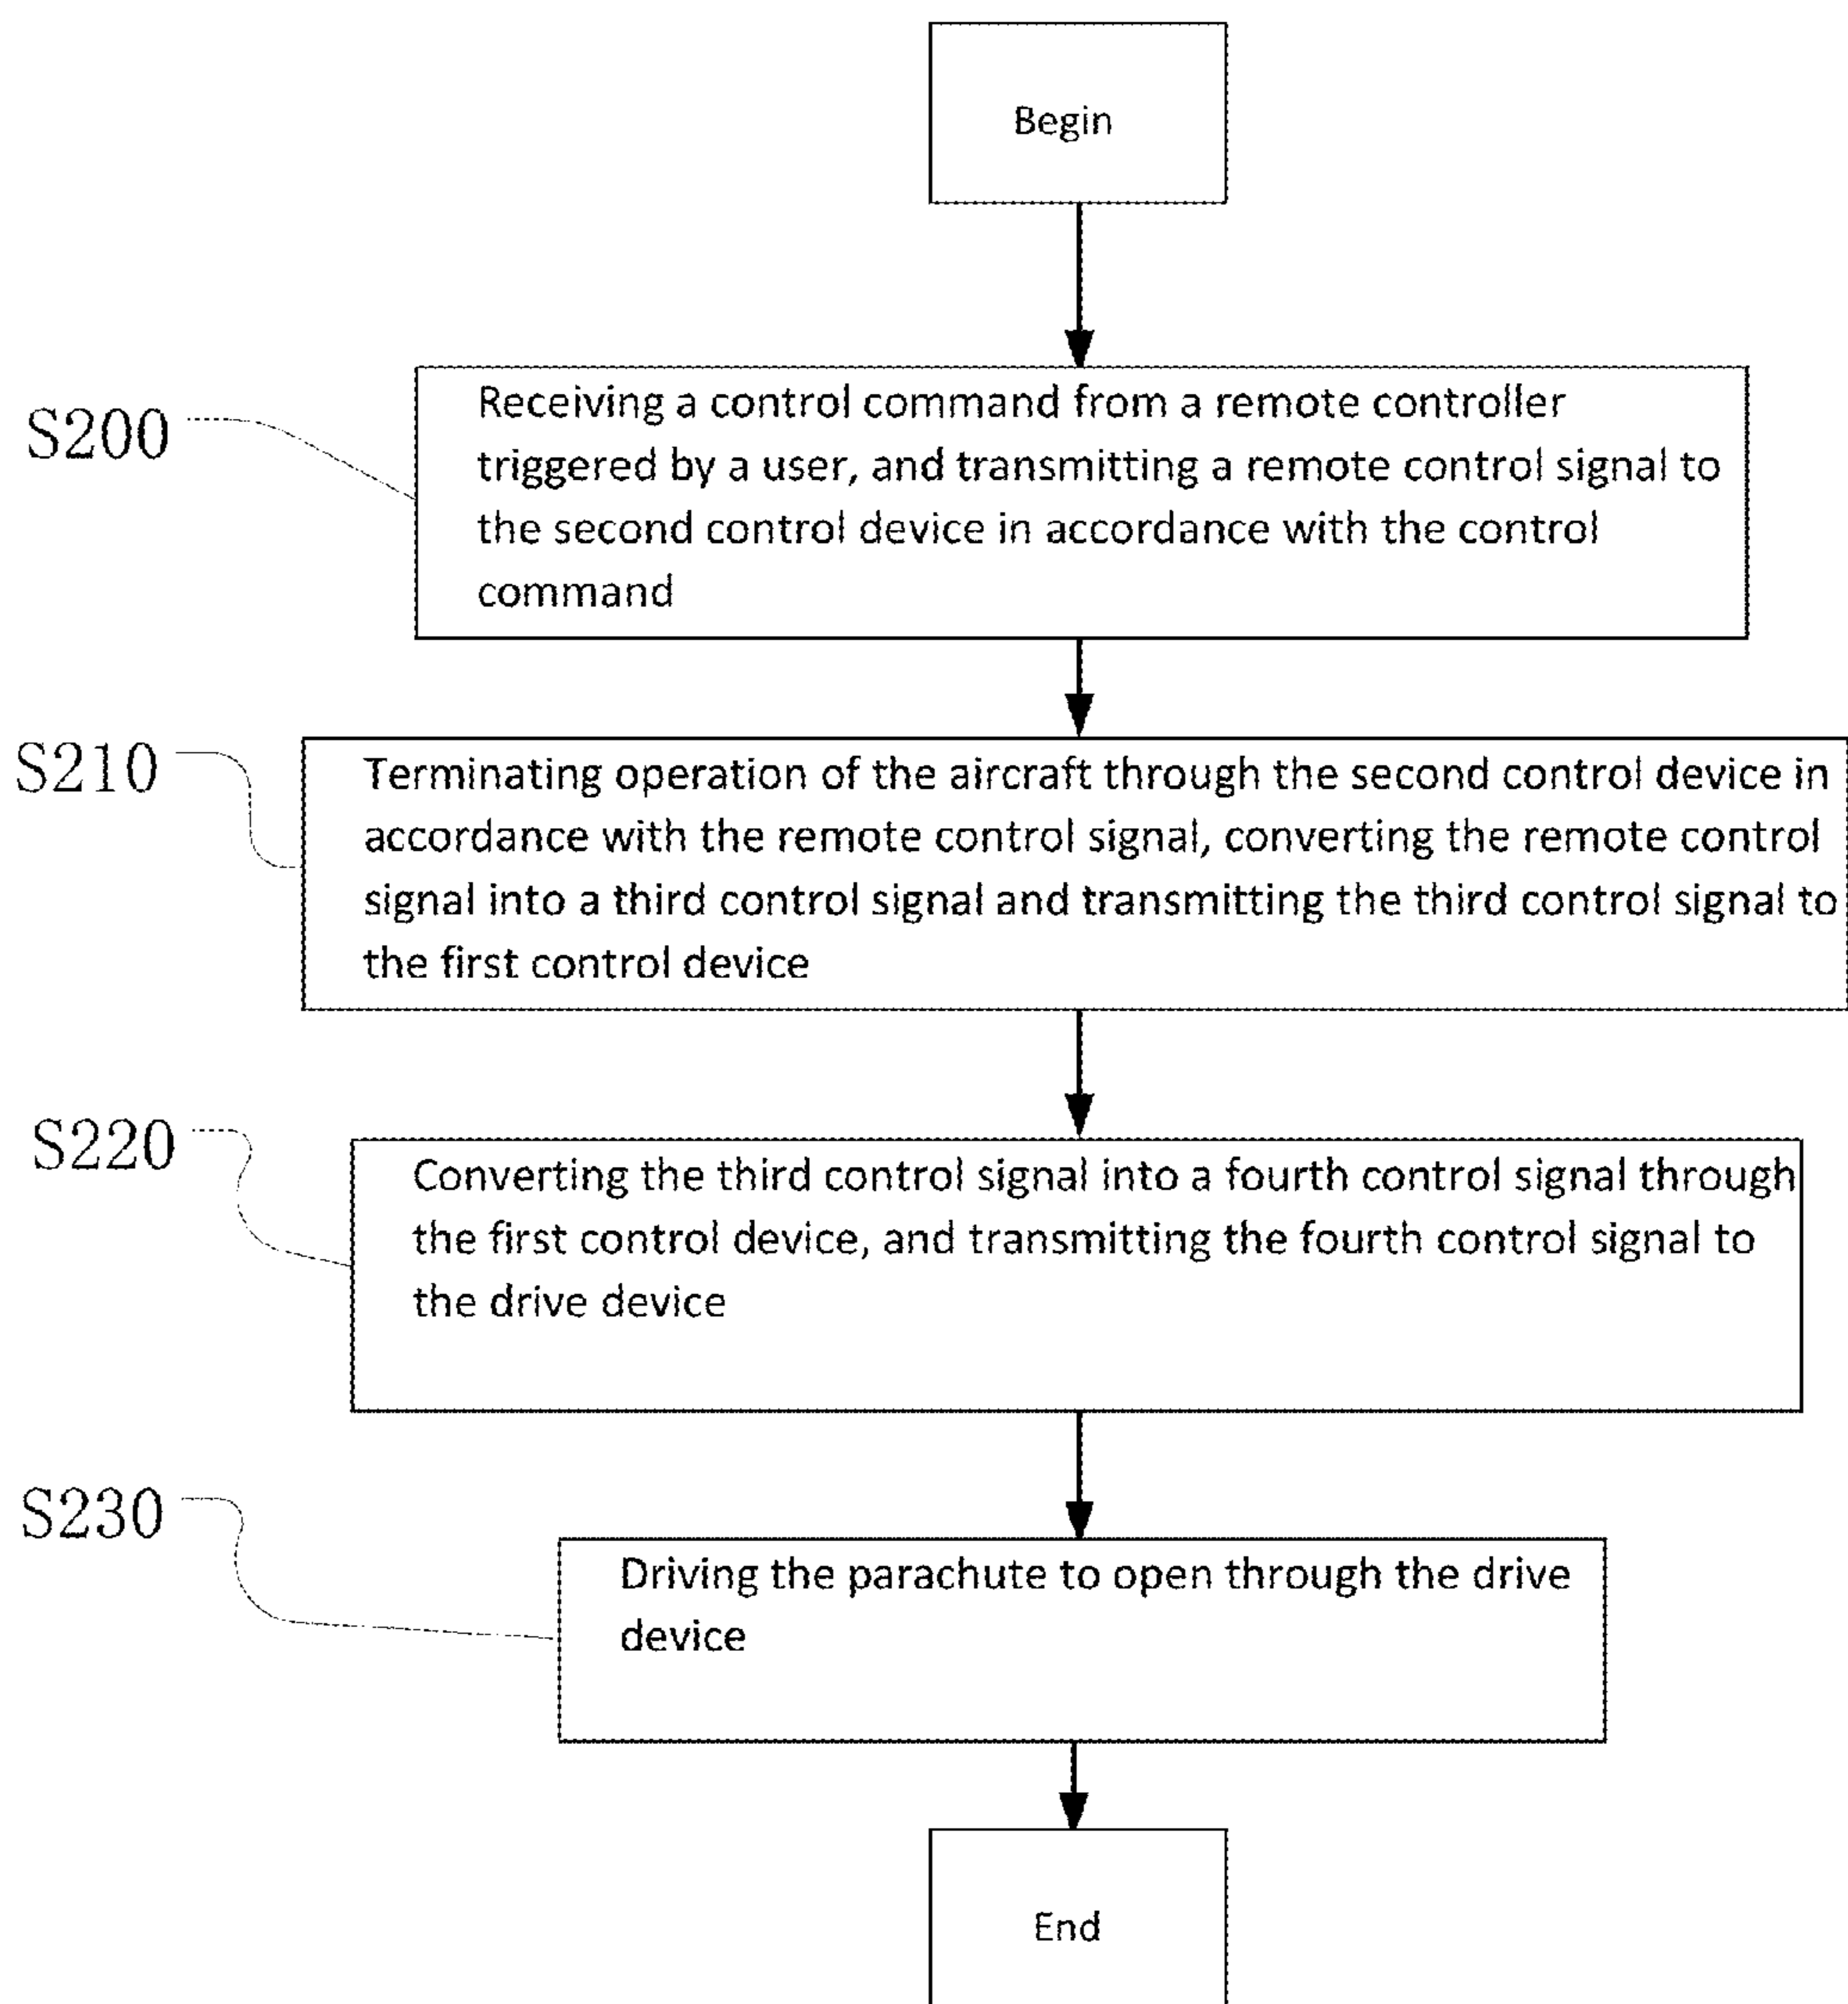 Begin
S200
Receiving a control command from a remote controller
triggered by a user, and transmitting a remote control signal to
the second control device in accordance with the control
command
S210
Terminating operation of the aircraft through the second control device in
accordance with the remote control signal, converting the remote control
signal into a third control signal and transmitting the third control signal to
the first control device
S220
Converting the third control signal into a fourth control signal through
the first control device, and transmitting the fourth control signal to
the drive device
S230
Driving the parachute to open through the drive
device
End